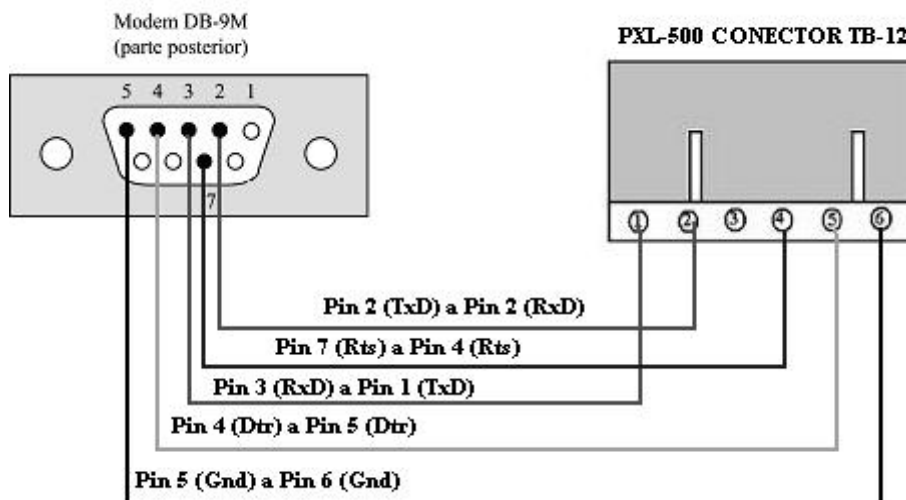 Modem DB-9M
(parte posterior)
PXL-500 CONECTOR TB-12
5 4 3 2 1
7
1 2 3 4 5 6
Pin 2 (TxD) a Pin 2 (RxD)
Pin 7 (Rts) a Pin 4 (Rts)
Pin 3 (RxD) a Pin 1 (TxD)
Pin 4 (Dtr) a Pin 5 (Dtr)
Pin 5 (Gnd) a Pin 6 (Gnd)